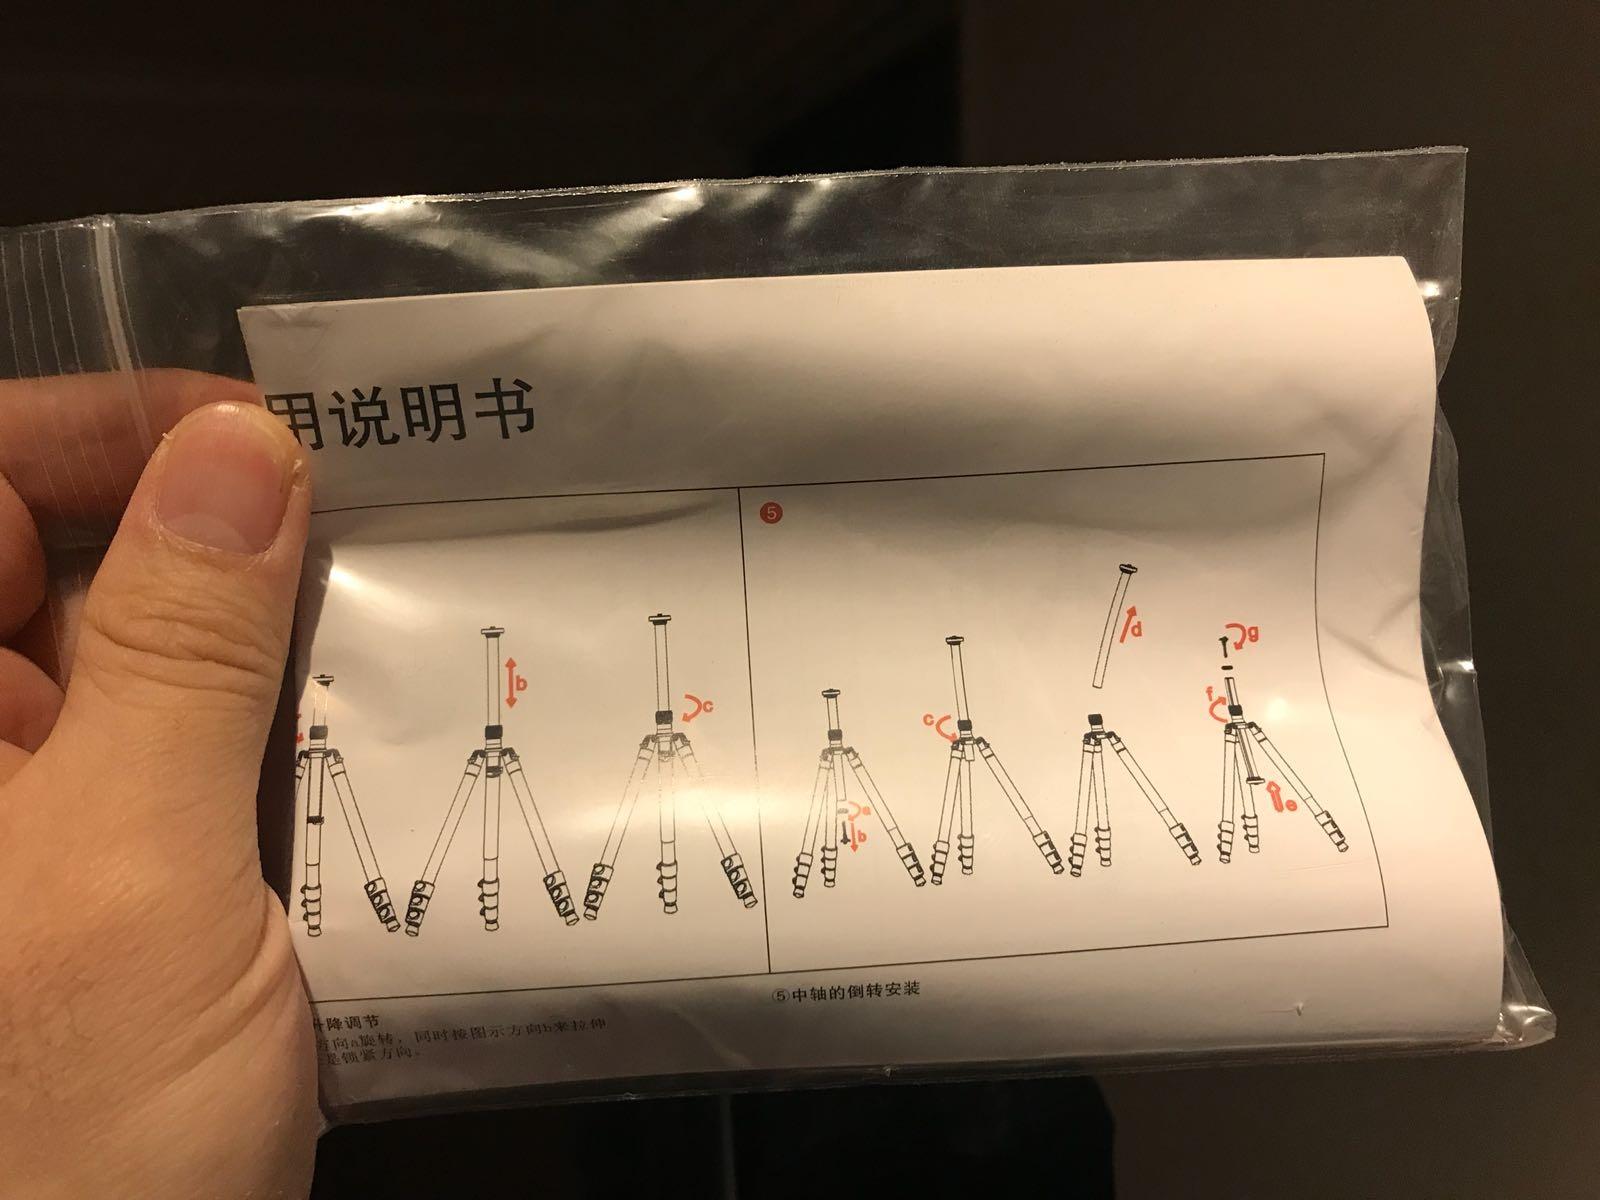 用说明书
5
b
c
a
b
c
d
e
f
g
升降调节
方向a旋转，同时按图示方向b来拉伸
是锁紧方向。
⑤中轴的倒转安装